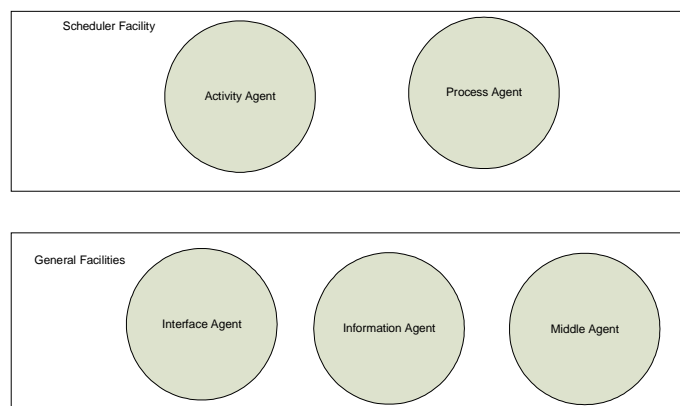 Scheduler Facility
Activity Agent
Process Agent
General Facilities
Interface Agent
Information Agent
Middle Agent